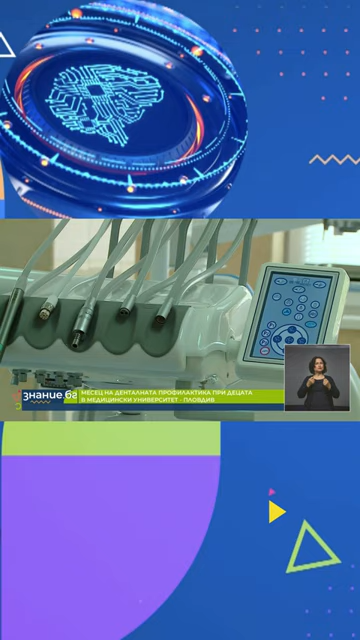 знание.бг
МЕСЕЦ НА ДЕНТАЛНАТА ПРОФИЛАКТИКА ПРИ ДЕЦАТА
В МЕДИЦИНСКИ УНИВЕРСИТЕТ - ПЛОВДИВ